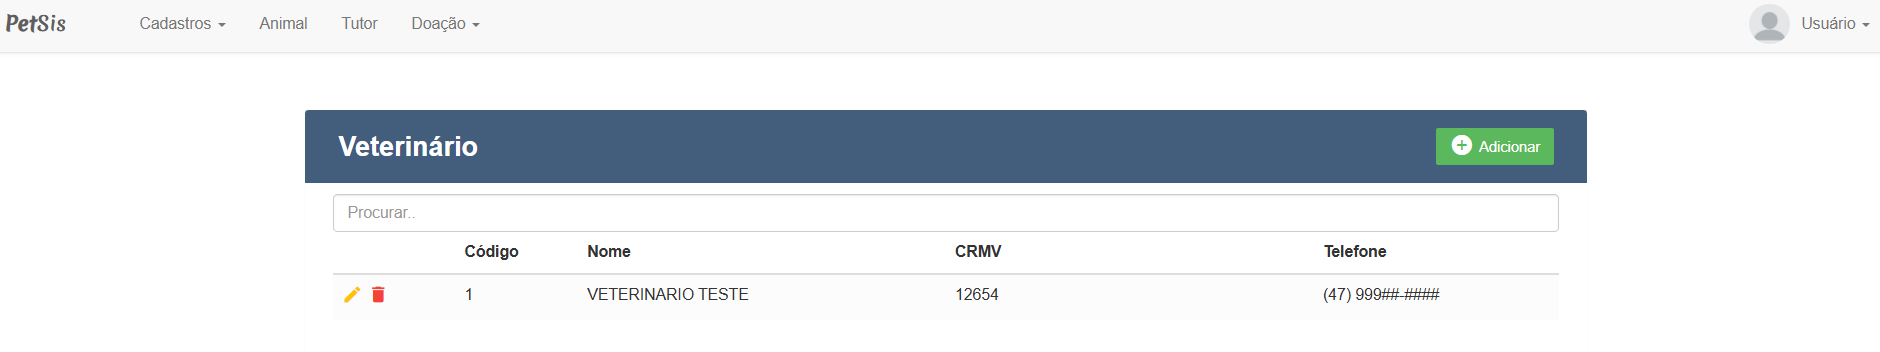 PetSis Cadastros Animal Tutor Doação Usuário
Veterinário Adicionar
Procurar..
Código Nome CRMV Telefone
1 VETERINARIO TESTE 12654 (47) 999##-####